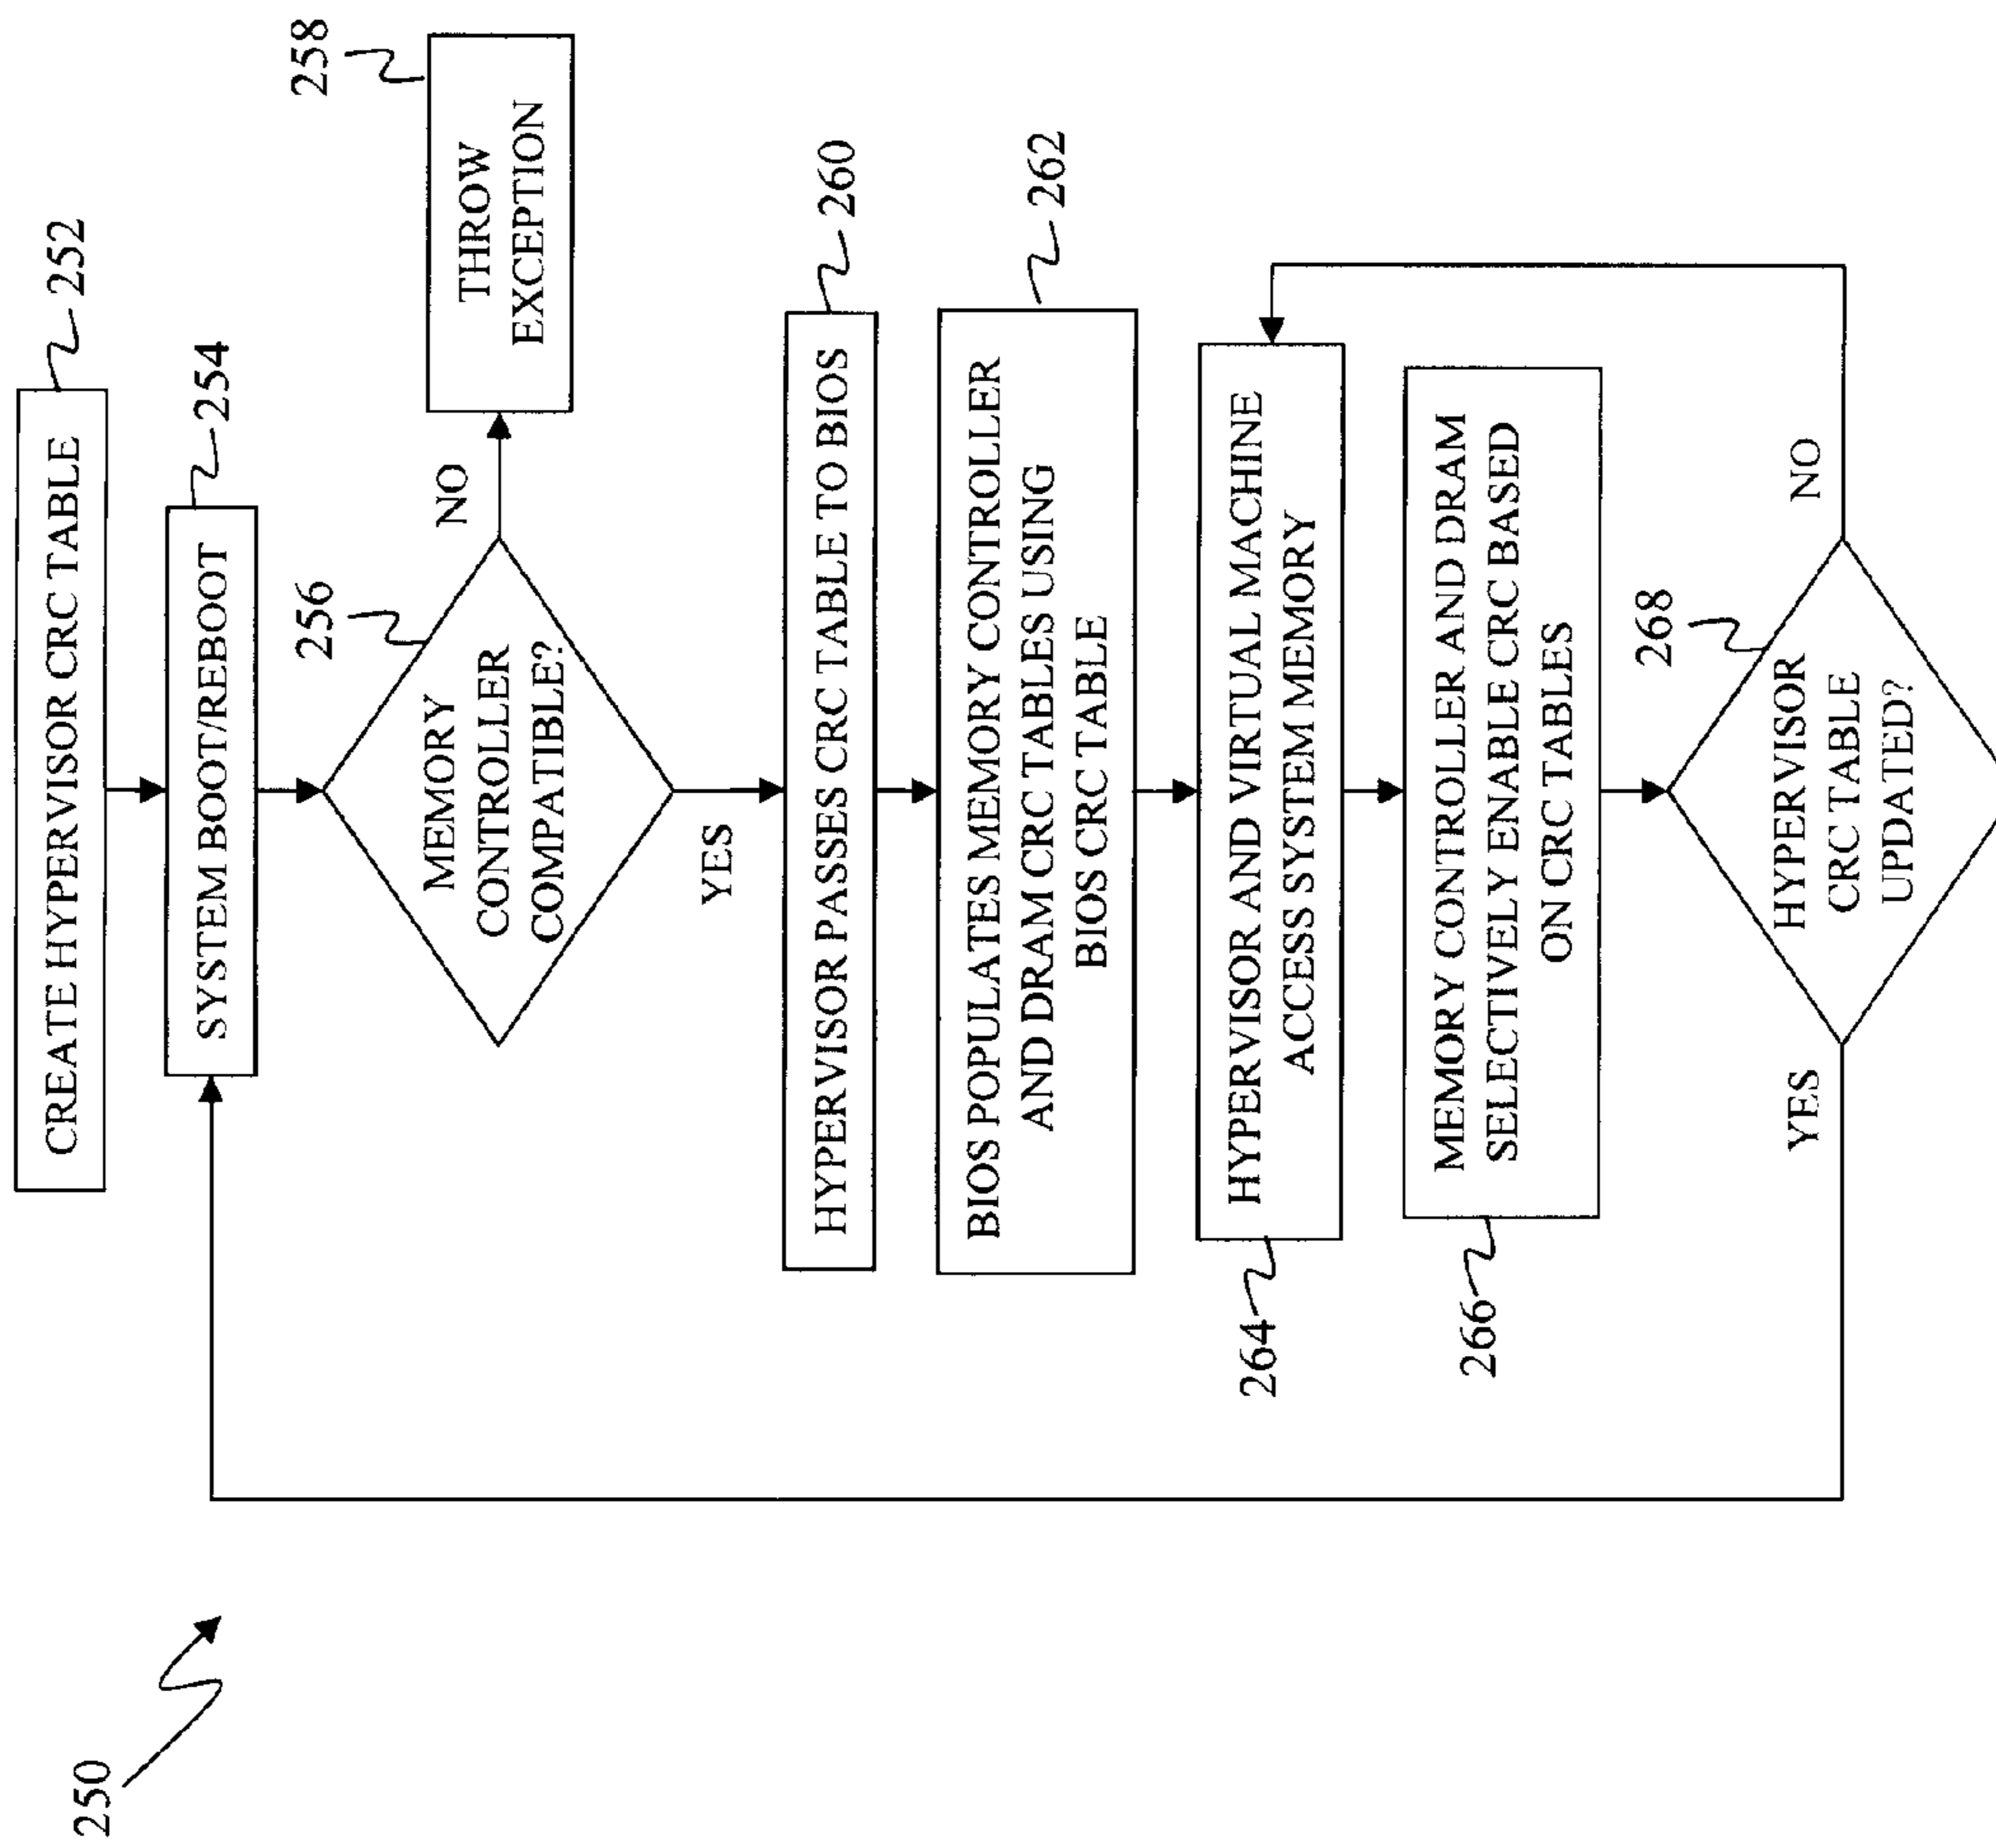 250
CREATE HYPERVISOR CRC TABLE
252
SYSTEM BOOT/REBOOT
254
256
MEMORY
CONTROLLER
COMPATIBLE?
NO
258
THROW
EXCEPTION
YES
HYPERVISOR PASSES CRC TABLE TO BIOS
260
BIOS POPULATES MEMORY CONTROLLER
AND DRAM CRC TABLES USING
BIOS CRC TABLE
262
264
HYPERVISOR AND VIRTUAL MACHINE
ACCESS SYSTEM MEMORY
266
MEMORY CONTROLLER AND DRAM
SELECTIVELY ENABLE CRC BASED
ON CRC TABLES
268
HYPERVISOR
CRC TABLE
UPDATED?
YES
NO